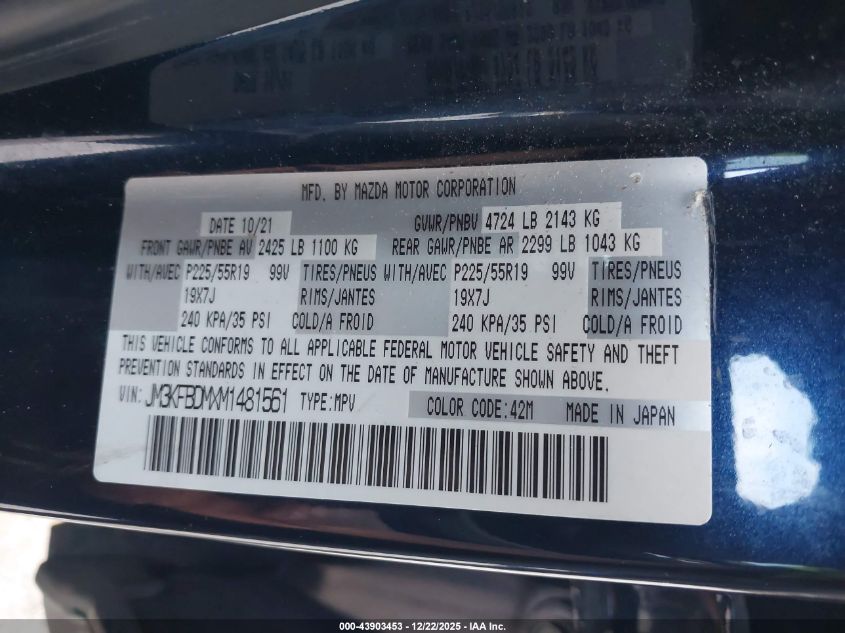 MFD. BY MAZDA MOTOR CORPORATION
DATE 10/21 GVWR/PNBV 4724 LB 2143 KG
FRONT GAWR/PNBE AV 2425 LB 1100 KG REAR GAWR/PNBE AR 2299 LB 1043 KG
WITH/AVEC P225/55R19 99V TIRES/PNEUS WITH/AVEC P225/55R19 99V TIRES/PNEUS
19X7J RIMS/JANTES 19X7J RIMS/JANTES
240 KPA/35 PSI COLD/A FROID 240 KPA/35 PSI COLD/A FROID
THIS VEHICLE CONFORMS TO ALL APPLICABLE FEDERAL MOTOR VEHICLE SAFETY AND THEFT
PREVENTION STANDARDS IN EFFECT ON THE DATE OF MANUFACTURE SHOWN ABOVE.
VIN: JM3KFBDMXM1481561 TYPE:MPV COLOR CODE:42M MADE IN JAPAN
000-43903453 - 12/22/2025 - IAA Inc.